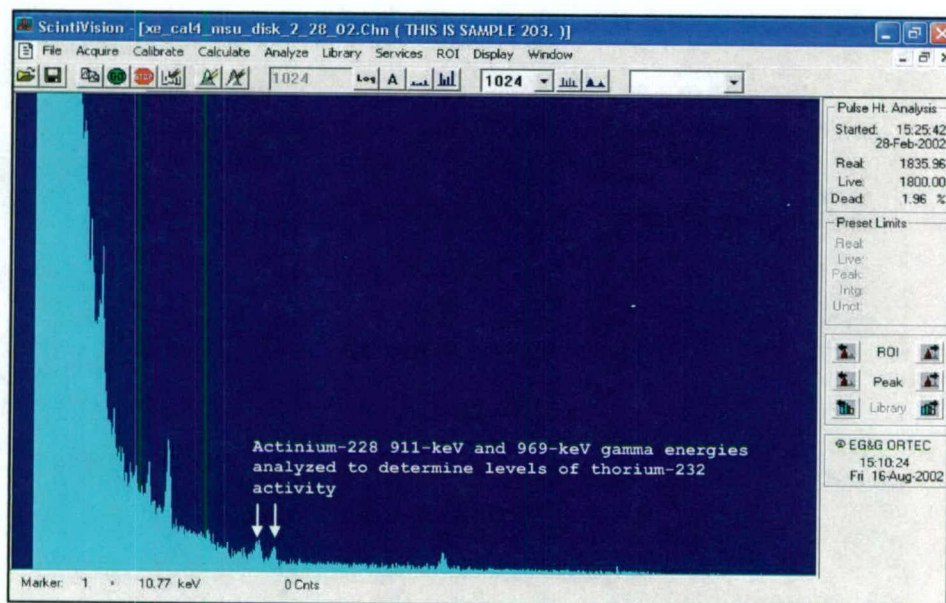 ScintiVision - [xe_cal4_msu_disk_2_28_02.Chn ( THIS IS SAMPLE 203. )]
File Acquire Calibrate Calculate Analyze Library Services ROI Display Window
GO STOP 1024 Log A 1024
Pulse Ht. Analysis
Started: 15:25:42
28-Feb-2002
Real: 1835.96
Live: 1800.00
Dead: 1.96 %
Preset Limits
Real:
Live:
Peak:
Intg:
Unct:
ROI
Peak
Library
EG&G ORTEC
15:10:24
Fri 16-Aug-2002
Actinium-228 911-keV and 969-keV gamma energies
analyzed to determine levels of thorium-232
activity
Marker: 1 = 10.77 keV 0 Cnts